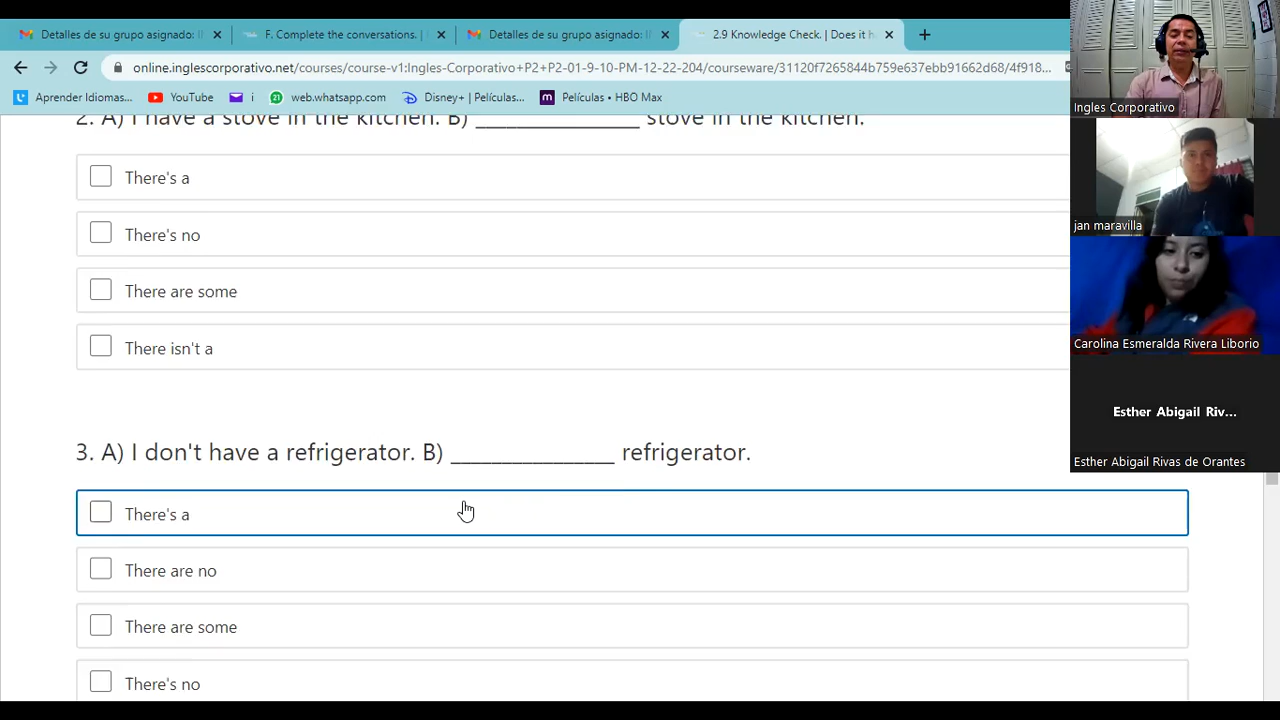 Detalles de su grupo asignado: I
F. Complete the conversations. |
de su grupo asignado: I
2.9 Knowledge Check. | Does it h
online.inglescorporativo.net/courses/course-v1:Ingles-Corpor
+P2+P2-01-9-10-PM-12-22-204/courseware/31120f7265844b759e637ebb91662d68/4f918...
Aprender Idiomas...
YouTube
i
web.whatsapp.com
Disney+ | Películas...
Películas • HBO Max
2. A) I have a stove in the kitchen. B) ________________ stove in the kitchen.
There's a
There's no
There are some
There isn't a
3. A) I don't have a refrigerator. B) ________________ refrigerator.
There's a
There are no
There are some
There's no
Ingles Corporativo
jan maravilla
Carolina Esmeralda Rivera Liborio
Esther Abigail Riv...
Esther Abigail Rivas de Orantes